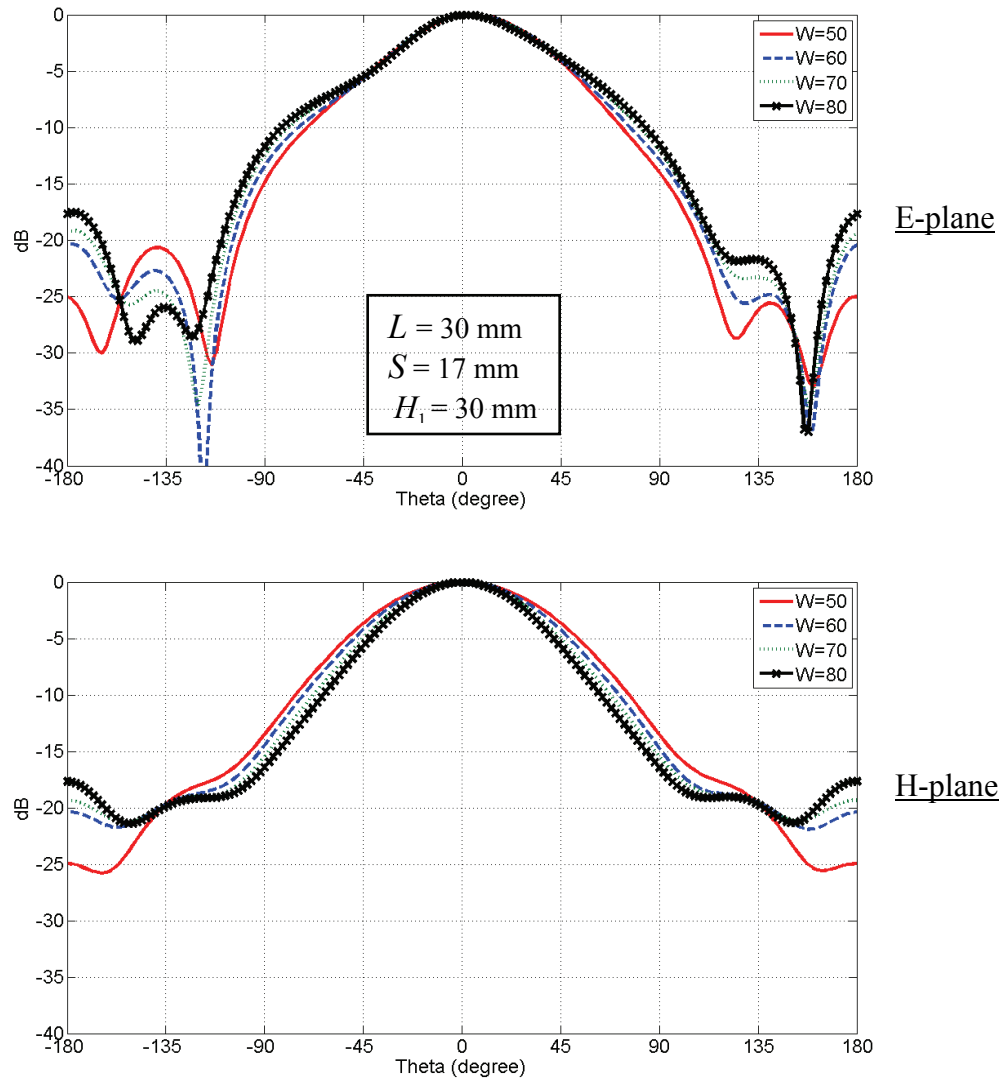 0
-5
-10
-15
-20
-25
-30
-35
-40
dB
-180
-135
-90
-45
0
45
90
135
180
Theta (degree)
W=50
W=60
W=70
W=80
L = 30 mm
S = 17 mm
H₁ = 30 mm
E-plane
0
-5
-10
-15
-20
-25
-30
-35
-40
dB
-180
-135
-90
-45
0
45
90
135
180
Theta (degree)
W=50
W=60
W=70
W=80
H-plane